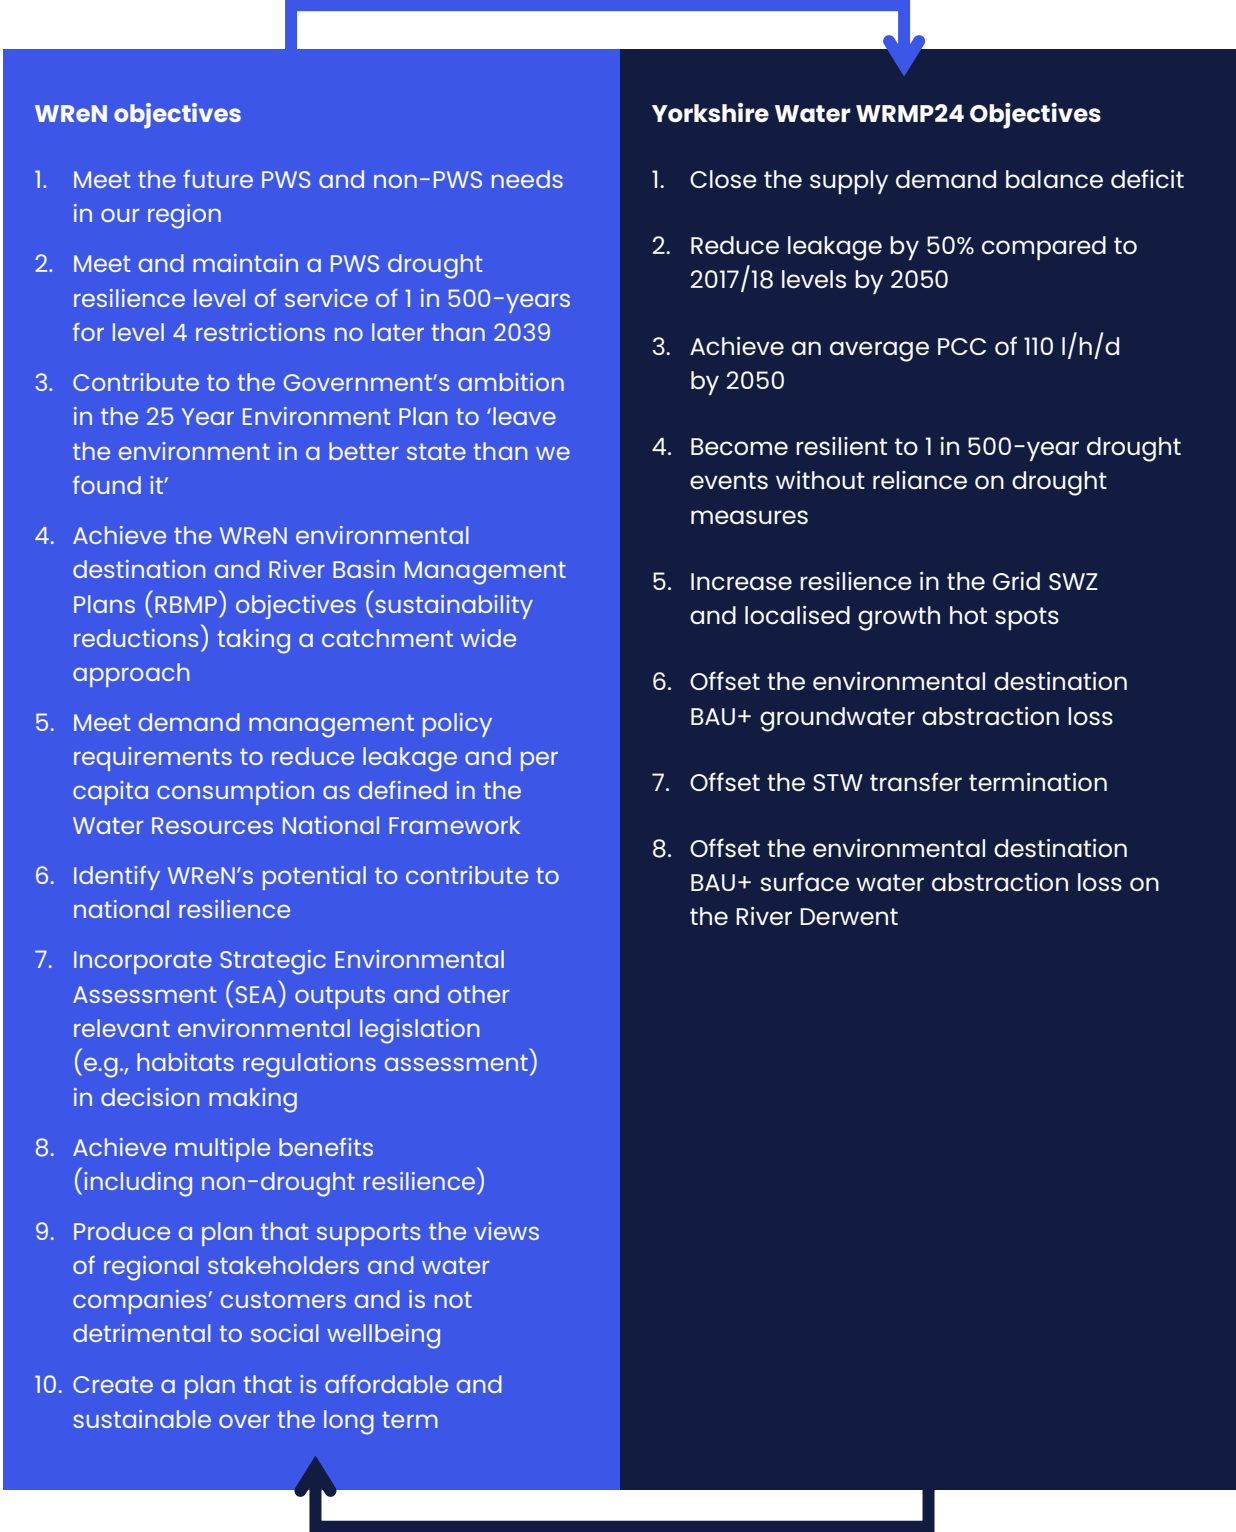 WReN objectives
1. Meet the future PWS and non-PWS needs
in our region
2. Meet and maintain a PWS drought
resilience level of service of 1 in 500-years
for level 4 restrictions no later than 2039
3. Contribute to the Government’s ambition
in the 25 Year Environment Plan to ‘leave
the environment in a better state than we
found it’
4. Achieve the WReN environmental
destination and River Basin Management
Plans (RBMP) objectives (sustainability
reductions) taking a catchment wide
approach
5. Meet demand management policy
requirements to reduce leakage and per
capita consumption as defined in the
Water Resources National Framework
6. Identify WReN’s potential to contribute to
national resilience
7. Incorporate Strategic Environmental
Assessment (SEA) outputs and other
relevant environmental legislation
(e.g., habitats regulations assessment)
in decision making
8. Achieve multiple benefits
(including non-drought resilience)
9. Produce a plan that supports the views
of regional stakeholders and water
companies’ customers and is not
detrimental to social wellbeing
10. Create a plan that is affordable and
sustainable over the long term
Yorkshire Water WRMP24 Objectives
1. Close the supply demand balance deficit
2. Reduce leakage by 50% compared to
2017/18 levels by 2050
3. Achieve an average PCC of 110 l/h/d
by 2050
4. Become resilient to 1 in 500-year drought
events without reliance on drought
measures
5. Increase resilience in the Grid SWZ
and localised growth hot spots
6. Offset the environmental destination
BAU+ groundwater abstraction loss
7. Offset the STW transfer termination
8. Offset the environmental destination
BAU+ surface water abstraction loss on
the River Derwent